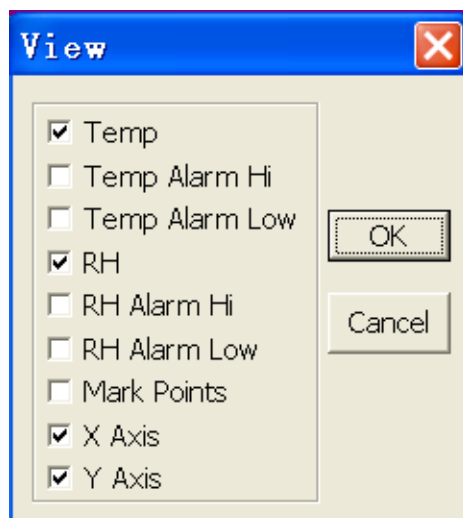 View
Temp
Temp Alarm Hi
Temp Alarm Low
RH
RH Alarm Hi
RH Alarm Low
Mark Points
X Axis
Y Axis
OK
Cancel